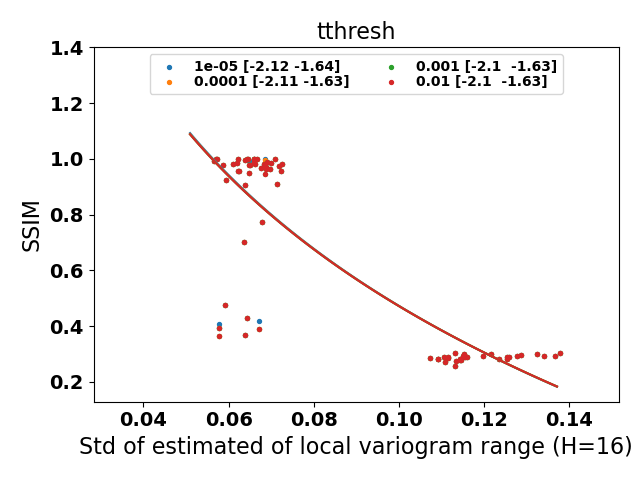 tthresh
1e-05 [-2.12 -1.64]
0.0001 [-2.11 -1.63]
0.001 [-2.1  -1.63]
0.01 [-2.1  -1.63]
SSIM
1.4
1.2
1.0
0.8
0.6
0.4
0.2
0.04 0.06 0.08 0.10 0.12 0.14
Std of estimated of local variogram range (H=16)